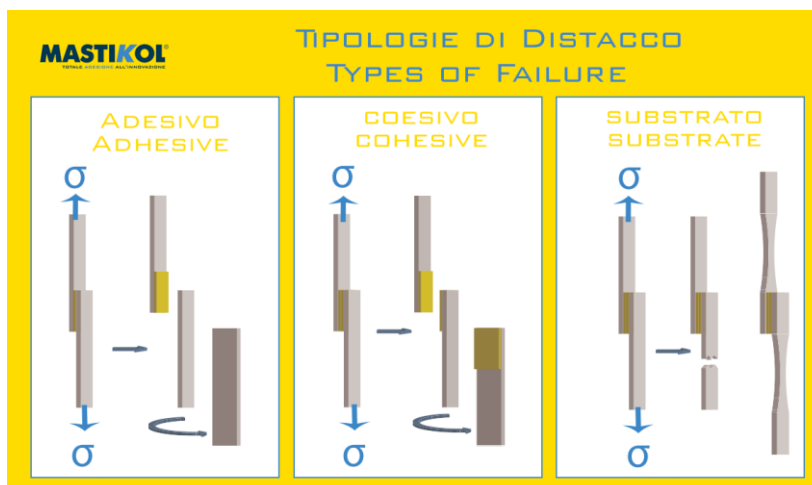 MASTIKOL®
TOTALE ADESIONE ALL'INNOVAZIONE
TIPOLOGIE DI DISTACCO
TYPES OF FAILURE
ADESIVO
ADHESIVE
σ
σ
COESIVO
COHESIVE
σ
σ
SUBSTRATO
SUBSTRATE
σ
σ